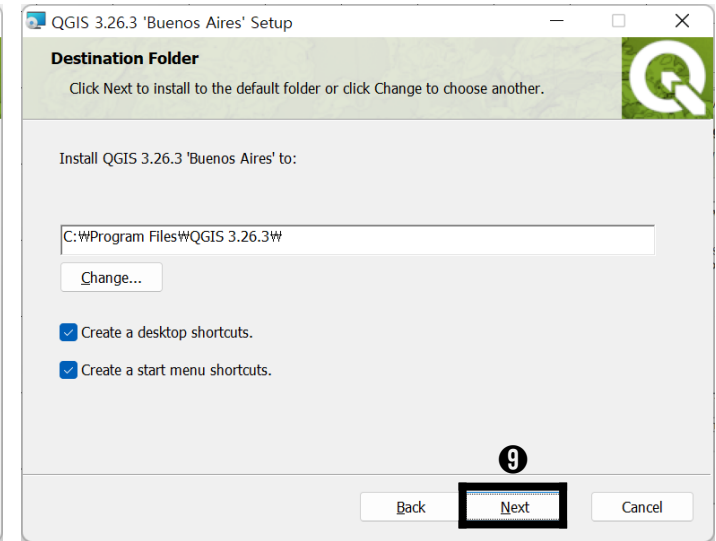 QGIS 3.26.3 'Buenos Aires' Setup
Destination Folder
Click Next to install to the default folder or click Change to choose another.
Install QGIS 3.26.3 'Buenos Aires' to:
C:₩Program Files₩QGIS 3.26.3₩
Change...
Create a desktop shortcuts.
Create a start menu shortcuts.
❾
Back Next Cancel